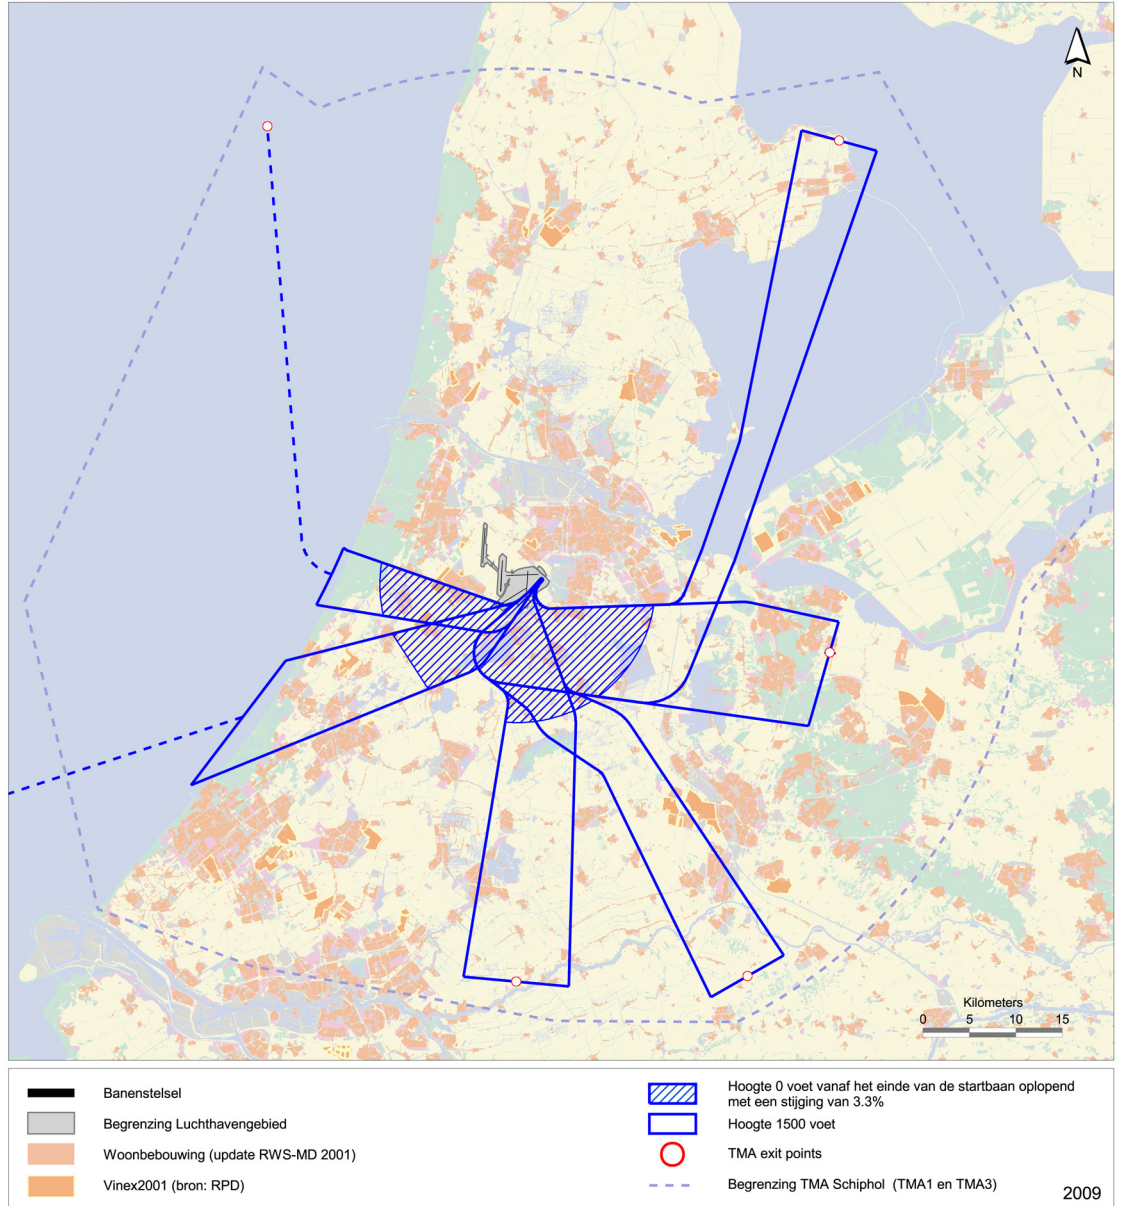 N
Kilometers
0 5 10 15
Banenstelsel
Begrenzing Luchthavengebied
Woonbebouwing (update RWS-MD 2001)
Vinex2001 (bron: RPD)
Hoogte 0 voet vanaf het einde van de startbaan oplopend
met een stijging van 3.3%
Hoogte 1500 voet
TMA exit points
Begrenzing TMA Schiphol (TMA1 en TMA3)
2009